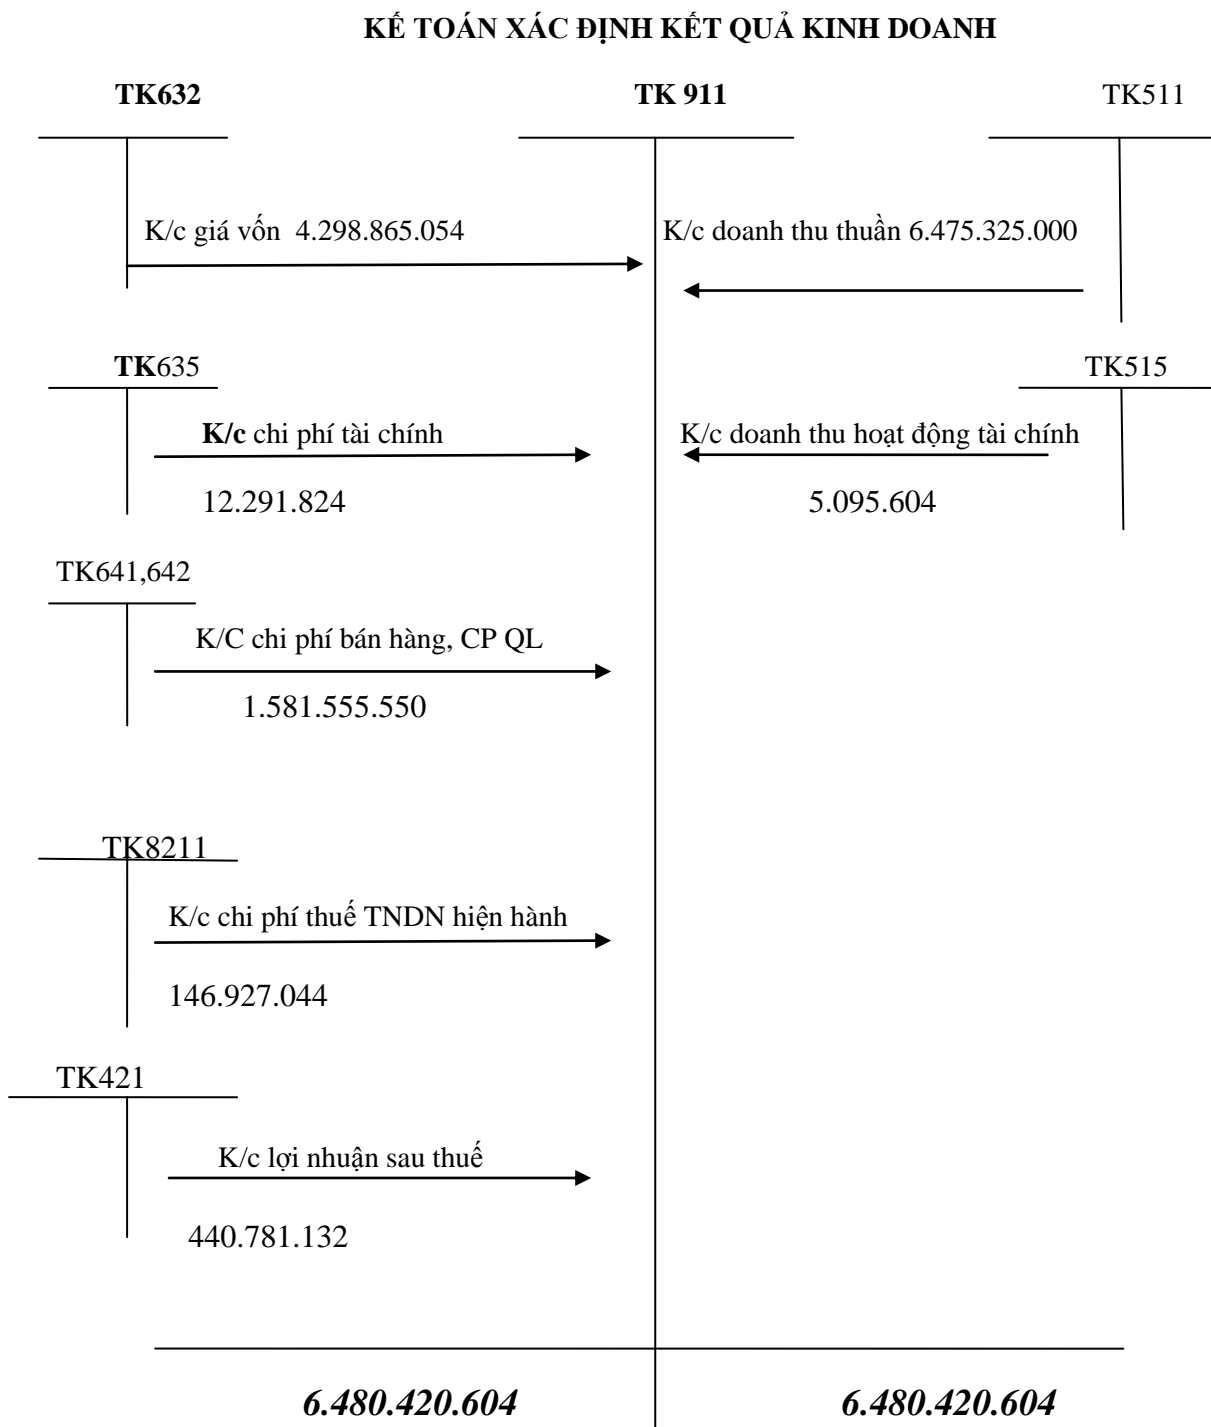 KẾ TOÁN XÁC ĐỊNH KẾT QUẢ KINH DOANH
TK632
TK 911
TK511
K/c giá vốn 4.298.865.054
K/c doanh thu thuần 6.475.325.000
TK635
TK515
K/c chi phí tài chính
K/c doanh thu hoạt động tài chính
12.291.824
5.095.604
TK641,642
K/C chi phí bán hàng, CP QL
1.581.555.550
TK8211
K/c chi phí thuế TNDN hiện hành
146.927.044
TK421
K/c lợi nhuận sau thuế
440.781.132
6.480.420.604
6.480.420.604